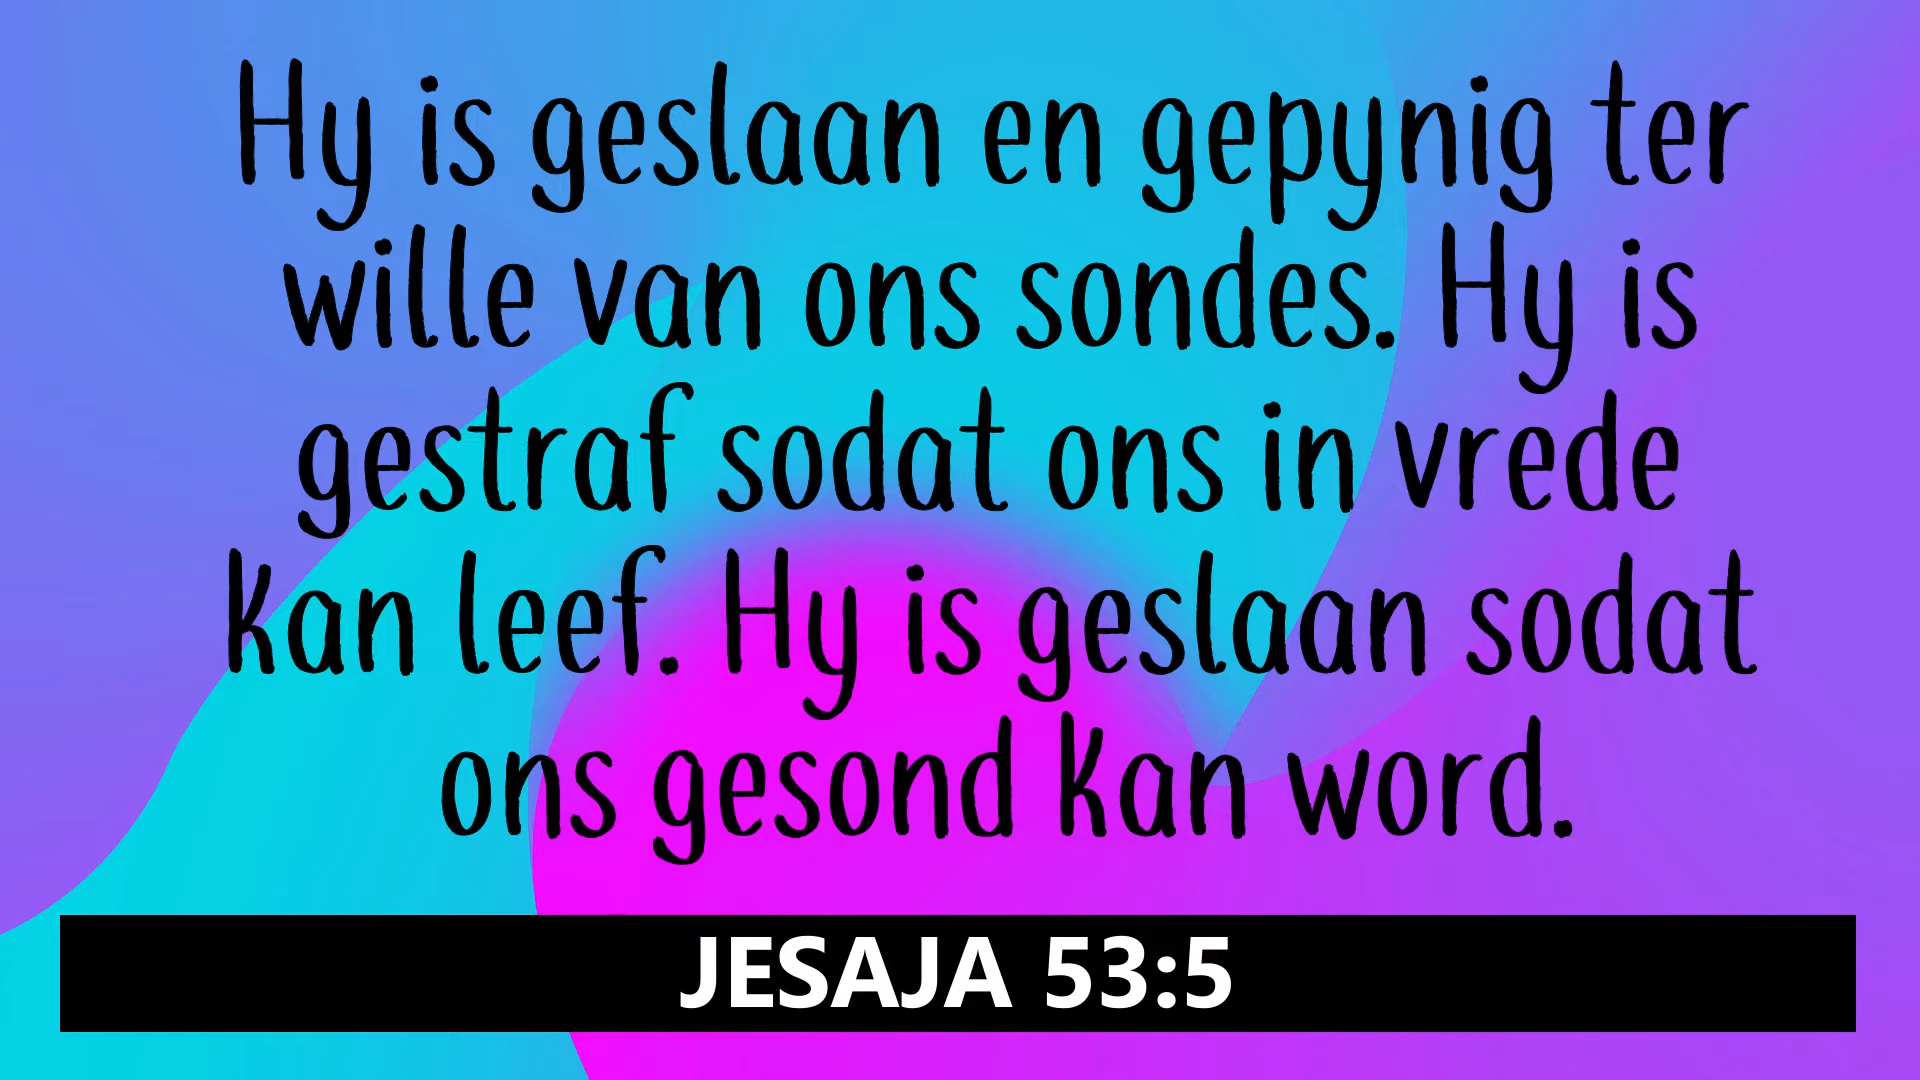 Hy is geslaan en gepynig ter
wille van ons sondes. Hy is
gestraf sodat ons in vrede
kan leef. Hy is geslaan sodat
ons gesond kan word.
JESAJA 53:5